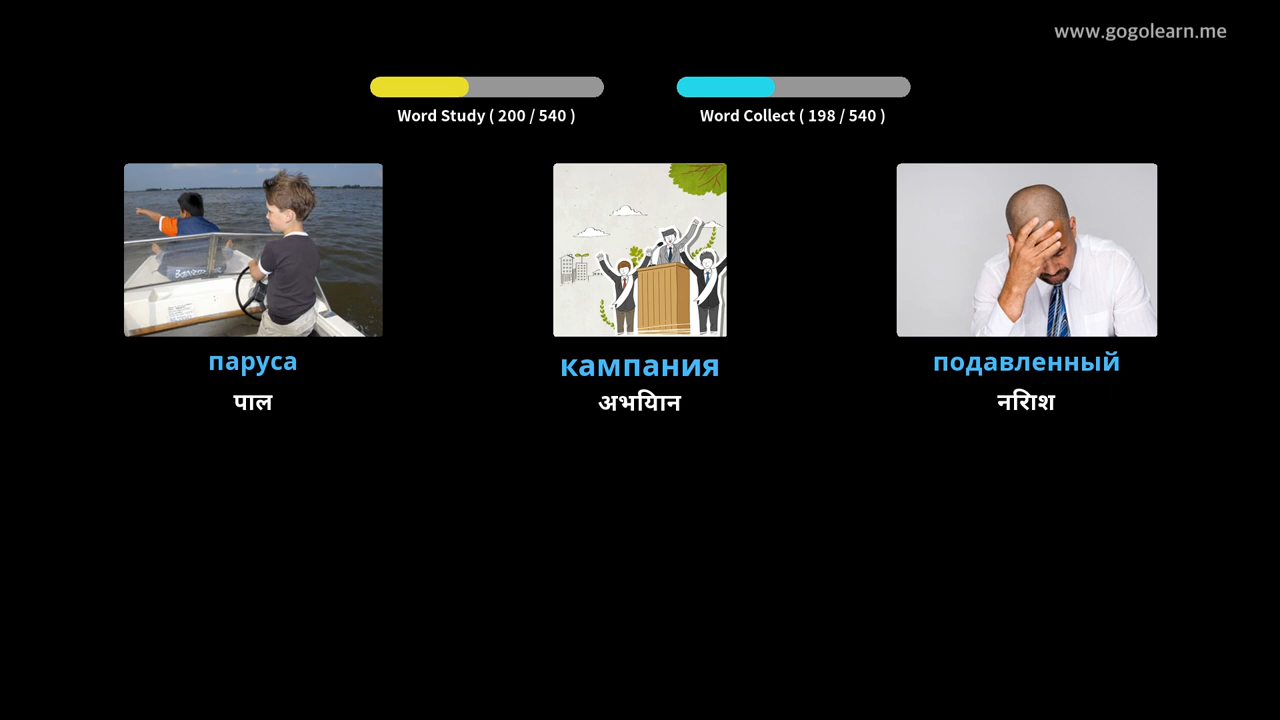 www.gogolearn.me
Word Study ( 200 / 540 )
Word Collect ( 198 / 540 )
паруса
кампания
подавленный
पाल
अभियान
निराश